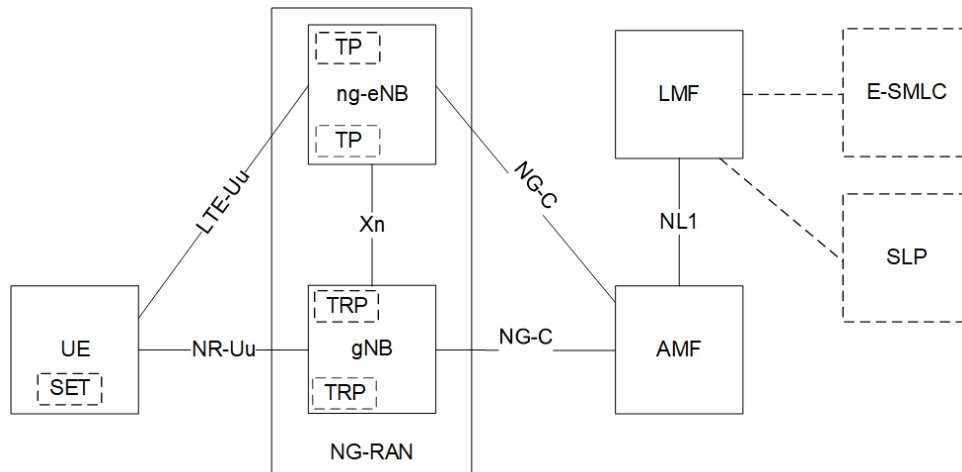 TP
ng-eNB
TP
LMF
E-SMLC
LTE-Uu
NG-C
Xn
NL1
SLP
UE
SET
NR-Uu
TRP
gNB
TRP
NG-C
AMF
NG-RAN